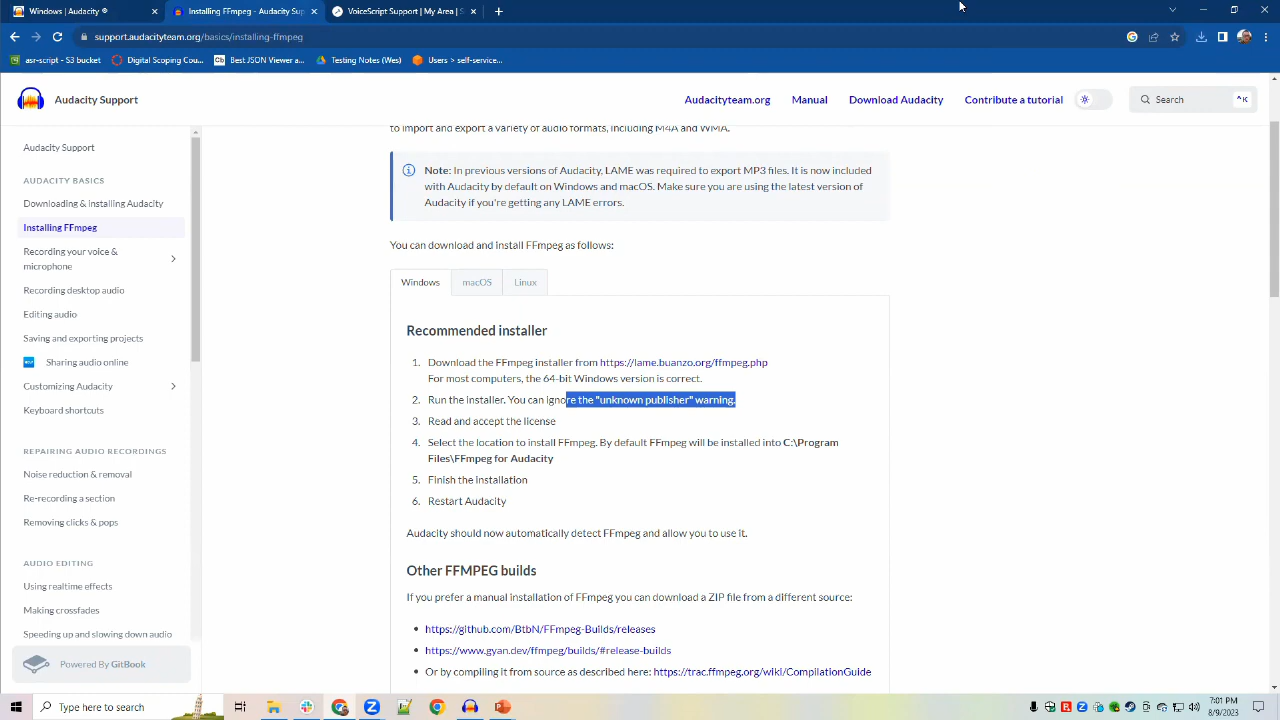 Windows | Audacity ®
Installing FFmpeg - Audacity Sup
VoiceScript Support | My Area | S
support.audacityteam.org/basics/installing-ffmpeg
asr-script - S3 bucket
Digital Scoping Cou...
Best JSON Viewer a...
Testing Notes (Wes)
Users > self-service...
Audacity Support
Audacityteam.org
Manual
Download Audacity
Contribute a tutorial
Search
^K
Audacity Support
AUDACITY BASICS
Downloading & installing Audacity
Installing FFmpeg
Recording your voice &
microphone
Recording desktop audio
Editing audio
Saving and exporting projects
Sharing audio online
Customizing Audacity
Keyboard shortcuts
REPAIRING AUDIO RECORDINGS
Noise reduction & removal
Re-recording a section
Removing clicks & pops
AUDIO EDITING
Using realtime effects
Making crossfades
Speeding up and slowing down audio
Powered By GitBook
to import and export a variety of audio formats, including M4A and WMA.
Note: In previous versions of Audacity, LAME was required to export MP3 files. It is now included
with Audacity by default on Windows and macOS. Make sure you are using the latest version of
Audacity if you're getting any LAME errors.
You can download and install FFmpeg as follows:
Windows
macOS
Linux
Recommended installer
1. Download the FFmpeg installer from https://lame.buanzo.org/ffmpeg.php
For most computers, the 64-bit Windows version is correct.
2. Run the installer. You can ignore the "unknown publisher" warning.
3. Read and accept the license
4. Select the location to install FFmpeg. By default FFmpeg will be installed into C:\Program
Files\FFmpeg for Audacity
5. Finish the Installation
6. Restart Audacity
Audacity should now automatically detect FFmpeg and allow you to use it.
Other FFMPEG builds
If you prefer a manual installation of FFmpeg you can download a ZIP file from a different source:
• https://github.com/BtbN/FFmpeg-Builds/releases
• https://www.gyan.dev/ffmpeg/builds/#release-builds
• Or by compiling it from source as described here: https://trac.ffmpeg.org/wiki/CompilationGuide
Type here to search
7:01 PM
8/9/2023